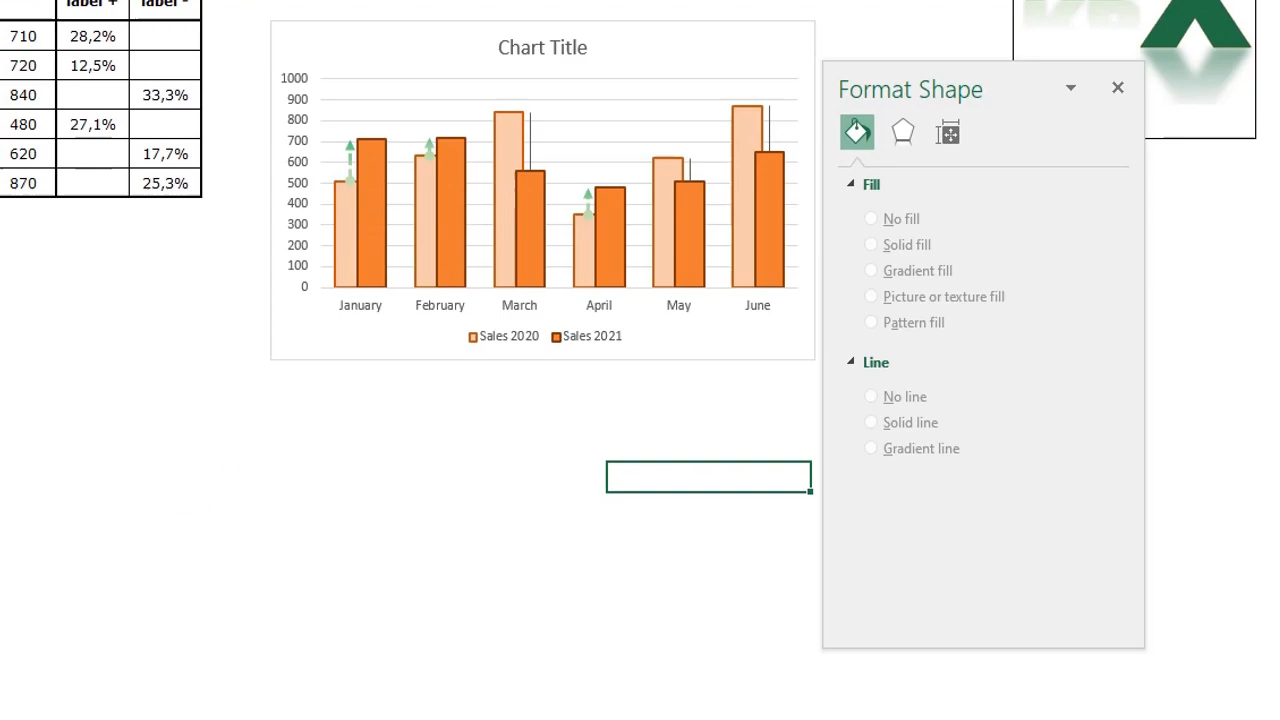 label + label -
710 28,2%
720 12,5%
840 33,3%
480 27,1%
620 17,7%
870 25,3%
Chart Title
1000
900
800
700
600
500
400
300
200
100
0
January February March April May June
Sales 2020 Sales 2021
Format Shape
Fill
No fill
Solid fill
Gradient fill
Picture or texture fill
Pattern fill
Line
No line
Solid line
Gradient line